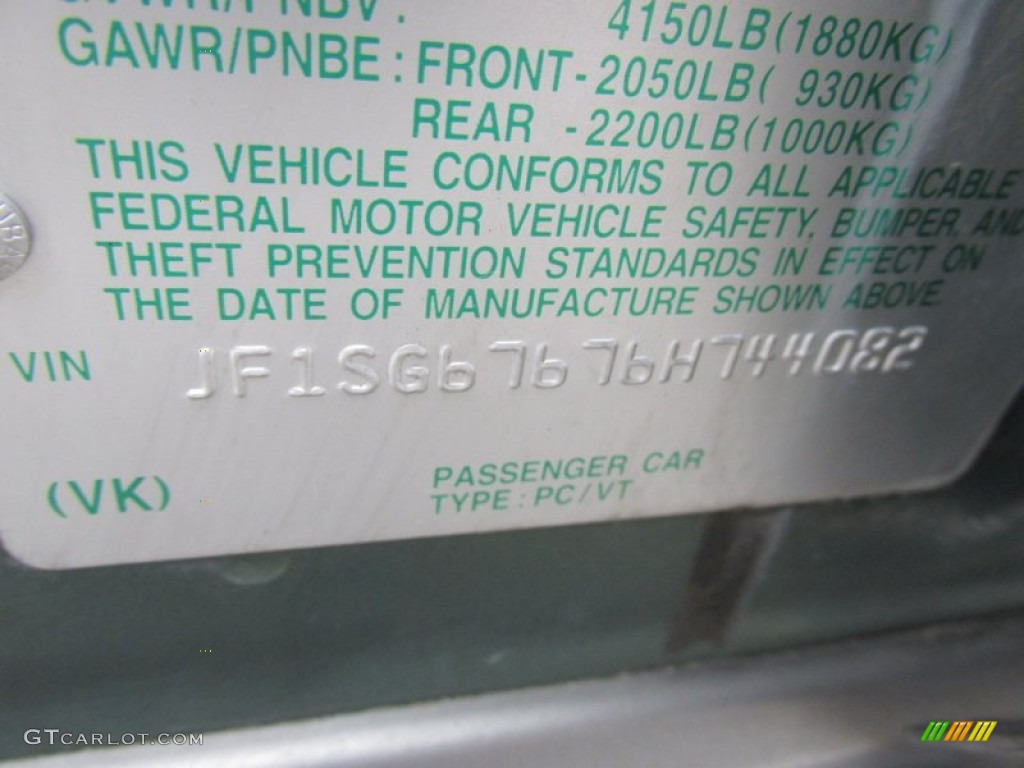 GAWR/PNBV : 4150LB(1880KG)
GAWR/PNBE : FRONT-2050LB( 930KG)
REAR -2200LB(1000KG)
THIS VEHICLE CONFORMS TO ALL APPLICABLE
FEDERAL MOTOR VEHICLE SAFETY, BUMPER, AND
THEFT PREVENTION STANDARDS IN EFFECT ON
THE DATE OF MANUFACTURE SHOWN ABOVE
VIN JF1SG67676H744082
(VK) PASSENGER CAR
TYPE : PC/VT
GTCARLOT.COM